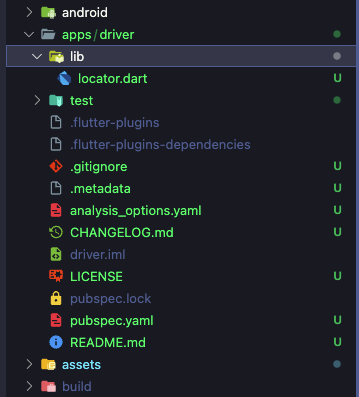 android
apps/driver
lib
locator.dart U
test
.flutter-plugins
.flutter-plugins-dependencies
.gitignore U
.metadata U
analysis_options.yaml U
CHANGELOG.md U
driver.iml
LICENSE U
pubspec.lock
pubspec.yaml U
README.md U
assets
build